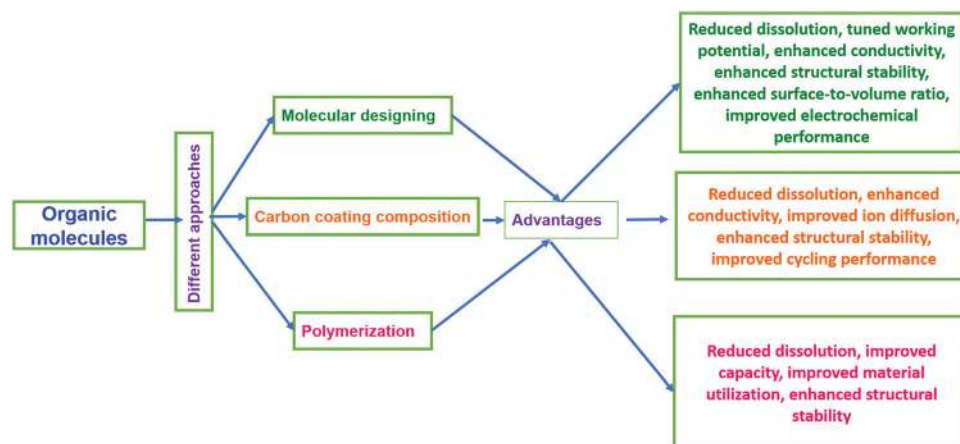 Organic
molecules
Different approaches
Molecular designing
Carbon coating composition
Polymerization
Advantages
Reduced dissolution, tuned working
potential, enhanced conductivity,
enhanced structural stability,
enhanced surface-to-volume ratio,
improved electrochemical
performance
Reduced dissolution, enhanced
conductivity, improved ion diffusion,
enhanced structural stability,
improved cycling performance
Reduced dissolution, improved
capacity, improved material
utilization, enhanced structural
stability